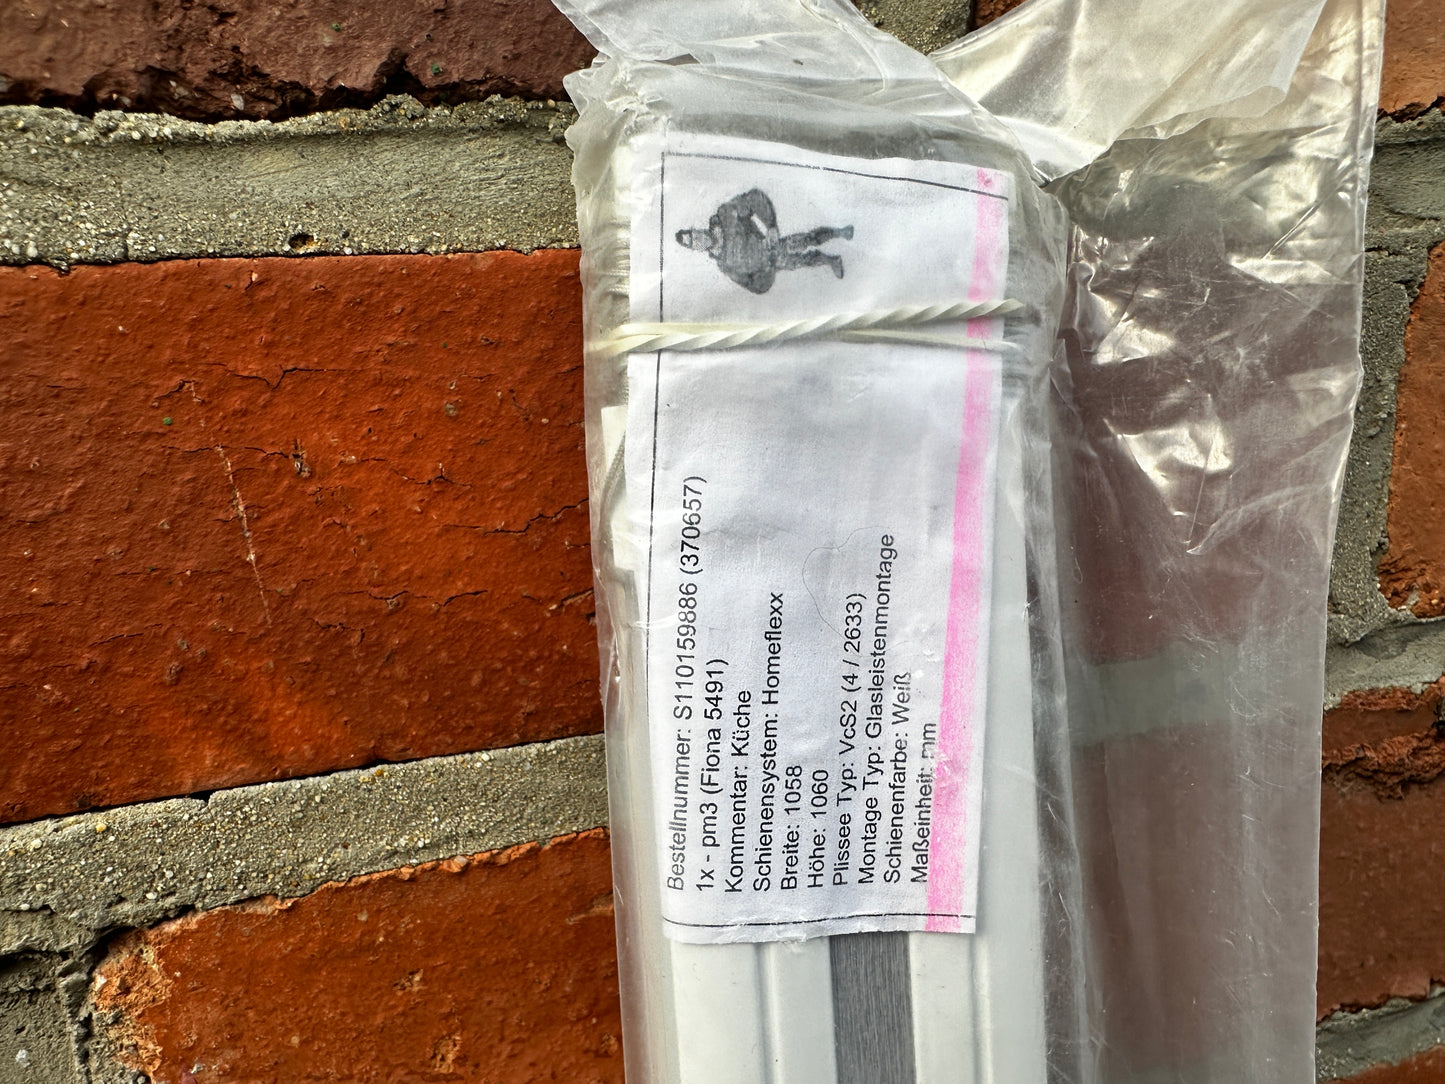 Bestellnummer: S110159886 (370657)
1x - pm3 (Fiona 5491)
Kommentar: Küche
Schienensystem: Homeflexx
Breite: 1058
Höhe: 1060
Plissee Typ: VcS2 (4 / 2633)
Montage Typ: Glasleistenmontage
Schienenfarbe: Weiß
Maßeinheit: mm